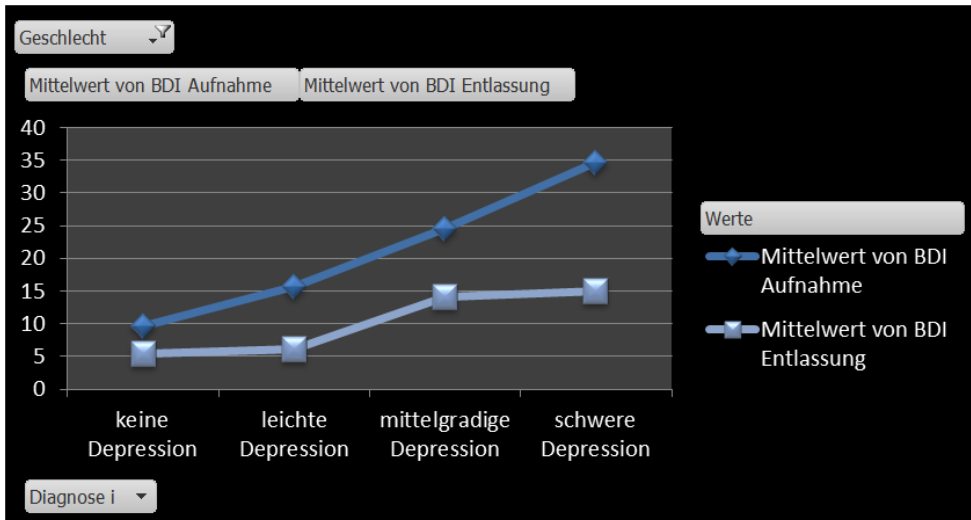 Geschlecht
Mittelwert von BDI Aufnahme
Mittelwert von BDI Entlassung
40
35
30
25
20
15
10
5
0
keine
Depression
leichte
Depression
mittelgradige
Depression
schwere
Depression
Werte
Mittelwert von BDI
Aufnahme
Mittelwert von BDI
Entlassung
Diagnose i